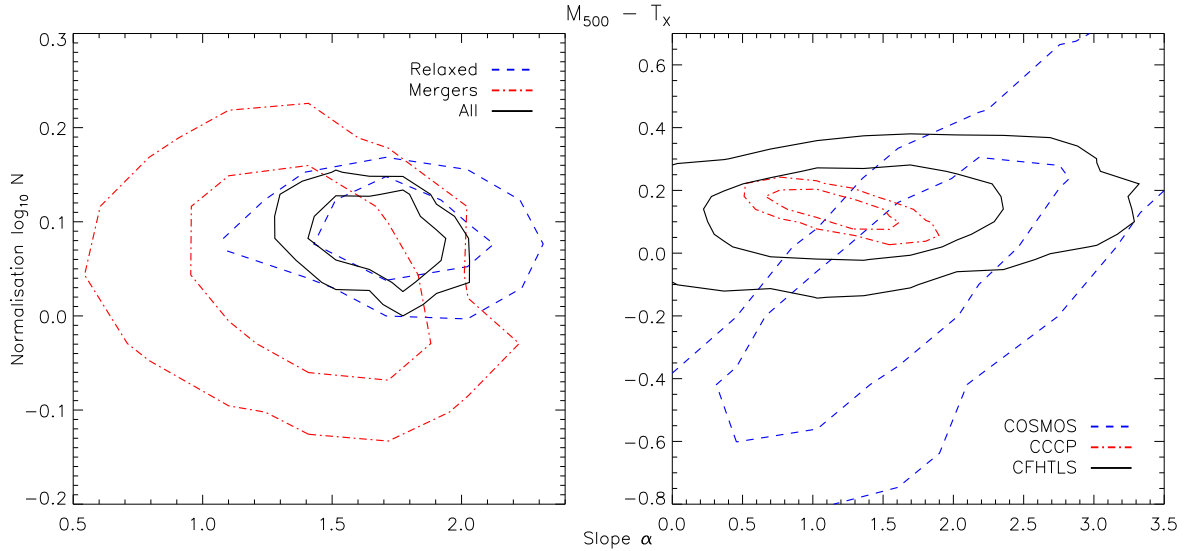 M500 − TX
Normalisation log10 N
0.3
0.2
0.1
0.0
−0.1
−0.2
0.5
1.0
1.5
2.0
Relaxed
Mergers
All
0.6
0.4
0.2
0.0
−0.2
−0.4
−0.6
−0.8
0.0
0.5
1.0
1.5
2.0
2.5
3.0
3.5
COSMOS
CCCP
CFHTLS
Slope α